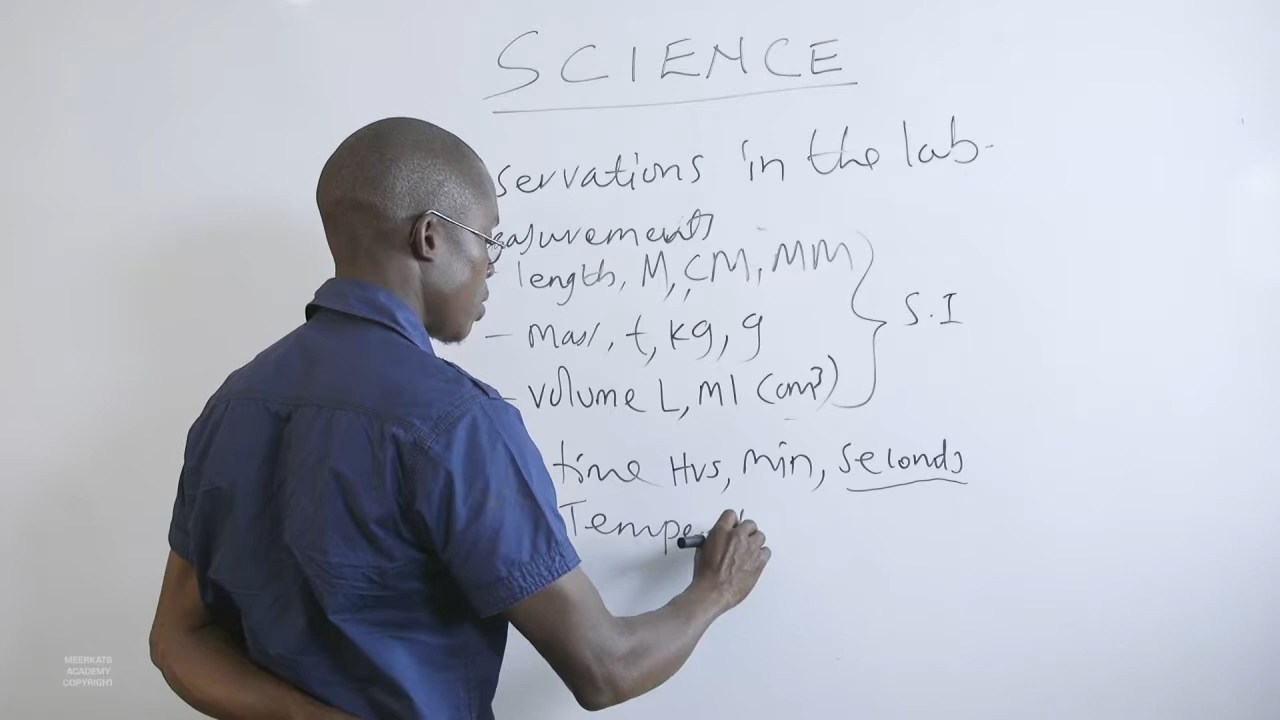 SCIENCE
servations in the lab.
easurements
length, M, CM, MM
S.I
- mass, t, kg, g
- volume L, ml (cm³)
time Hrs, min, seconds
Tempe
MEERKATS
ACADEMY
COPYRIGHT